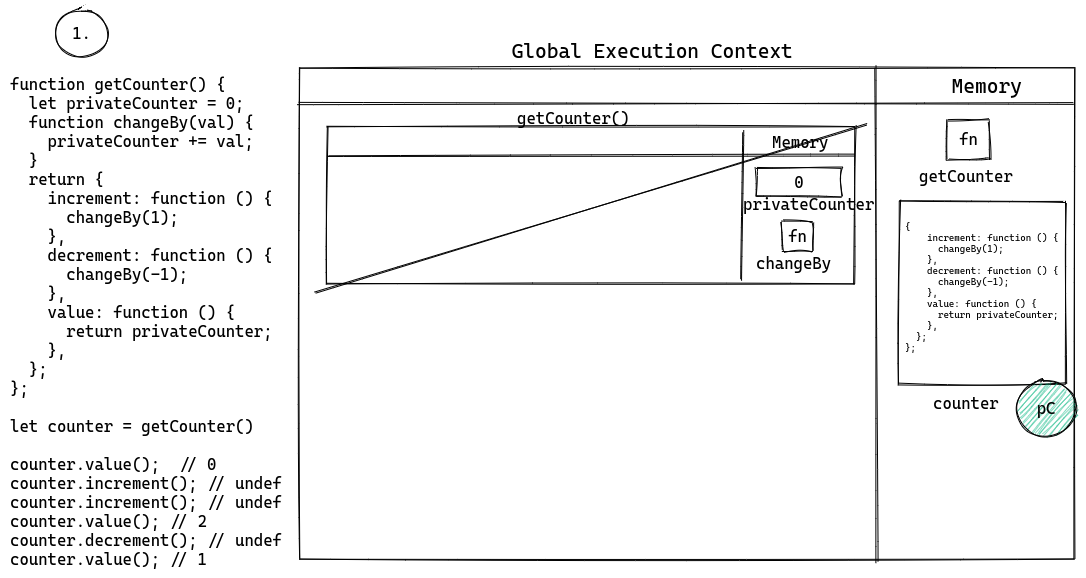 1.
function getCounter() {
  let privateCounter = 0;
  function changeBy(val) {
    privateCounter += val;
  }
  return {
    increment: function () {
      changeBy(1);
    },
    decrement: function () {
      changeBy(-1);
    },
    value: function () {
      return privateCounter;
    },
  };
};
let counter = getCounter()
counter.value();  // 0
counter.increment(); // undef
counter.increment(); // undef
counter.value(); // 2
counter.decrement(); // undef
counter.value(); // 1
Global Execution Context
getCounter()
Memory
0
privateCounter
fn
changeBy
Memory
fn
getCounter
{
    increment: function () {
      changeBy(1);
    },
    decrement: function () {
      changeBy(-1);
    },
    value: function () {
      return privateCounter;
    },
  };
};
counter
pC